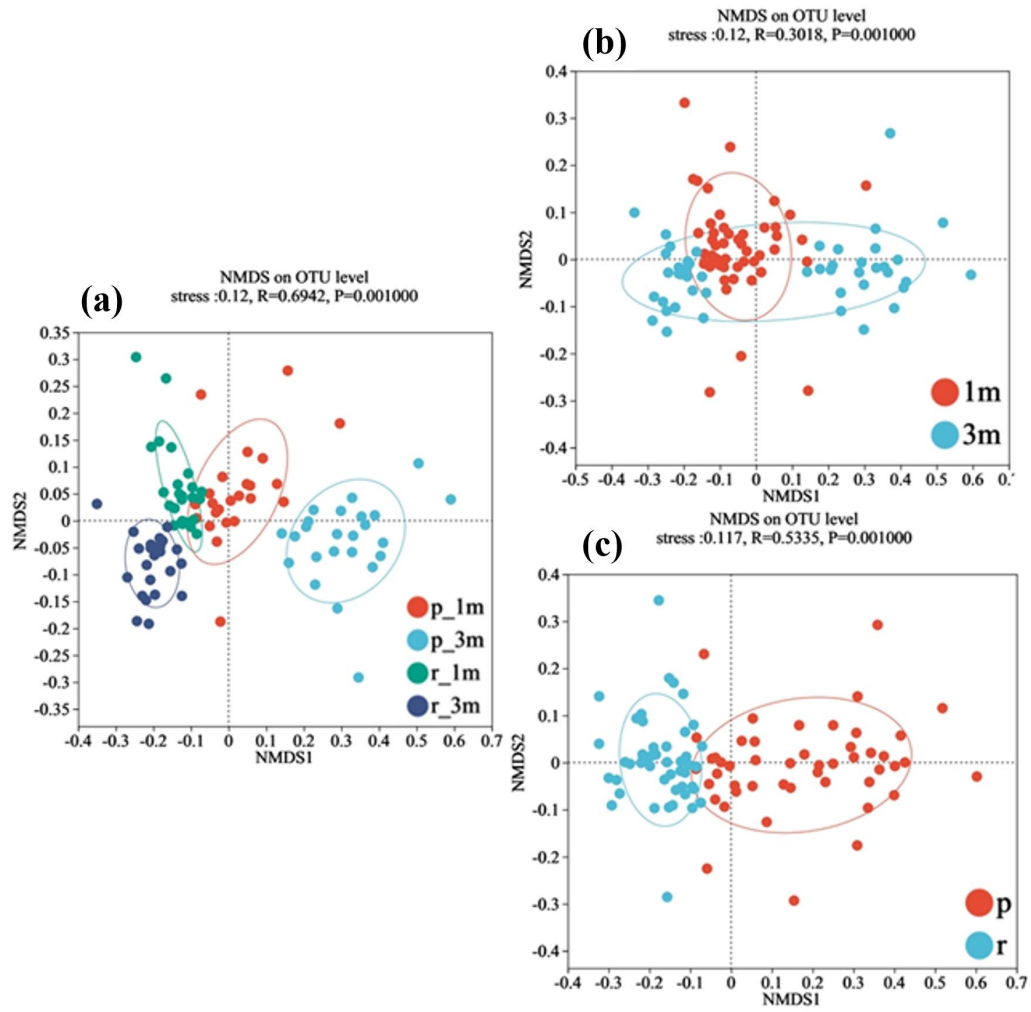 (a)
NMDS on OTU level
stress :0.12, R=0.6942, P=0.001000
NMDS2
0.35
0.3
0.25
0.2
0.15
0.1
0.05
0
-0.05
-0.1
-0.15
-0.2
-0.25
-0.3
-0.35
p_1m
p_3m
r_1m
r_3m
-0.4 -0.3 -0.2 -0.1 0 0.1 0.2 0.3 0.4 0.5 0.6 0.7
NMDS1
(b)
NMDS on OTU level
stress :0.12, R=0.3018, P=0.001000
NMDS2
0.4
0.3
0.2
0.1
0
-0.1
-0.2
-0.3
-0.4
1m
3m
-0.5 -0.4 -0.3 -0.2 -0.1 0 0.1 0.2 0.3 0.4 0.5 0.6 0.7
NMDS1
(c)
NMDS on OTU level
stress :0.117, R=0.5335, P=0.001000
NMDS2
0.4
0.3
0.2
0.1
0
-0.1
-0.2
-0.3
-0.4
p
r
-0.4 -0.3 -0.2 -0.1 0 0.1 0.2 0.3 0.4 0.5 0.6 0.7
NMDS1